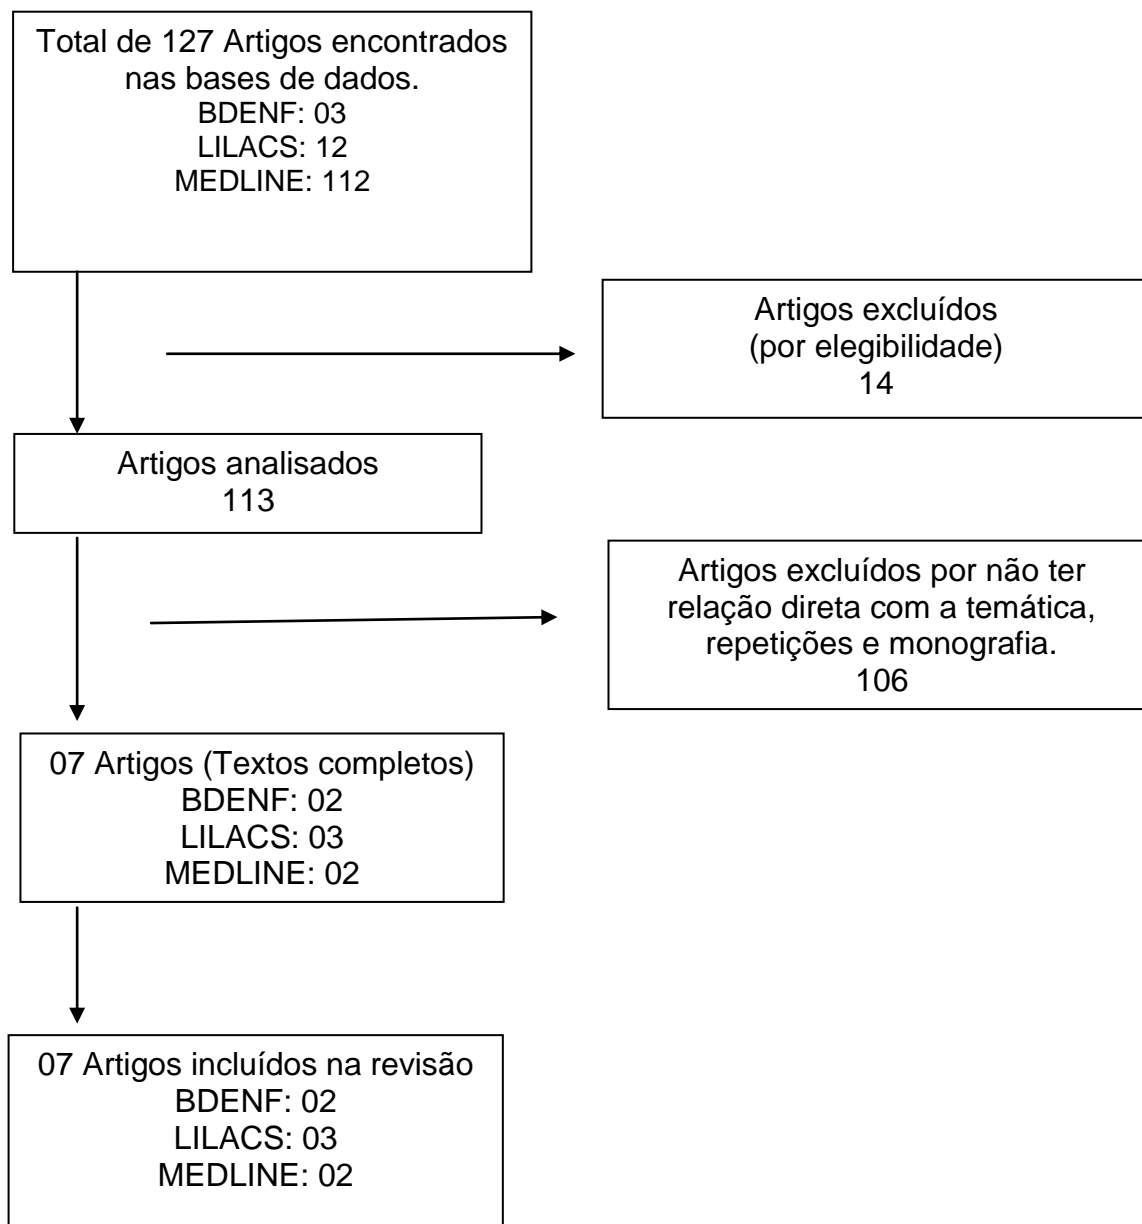 Total de 127 Artigos encontrados
nas bases de dados.
BDENF: 03
LILACS: 12
MEDLINE: 112
Artigos excluídos
(por elegibilidade)
14
Artigos analisados
113
Artigos excluídos por não ter
relação direta com a temática,
repetições e monografia.
106
07 Artigos (Textos completos)
BDENF: 02
LILACS: 03
MEDLINE: 02
07 Artigos incluídos na revisão
BDENF: 02
LILACS: 03
MEDLINE: 02